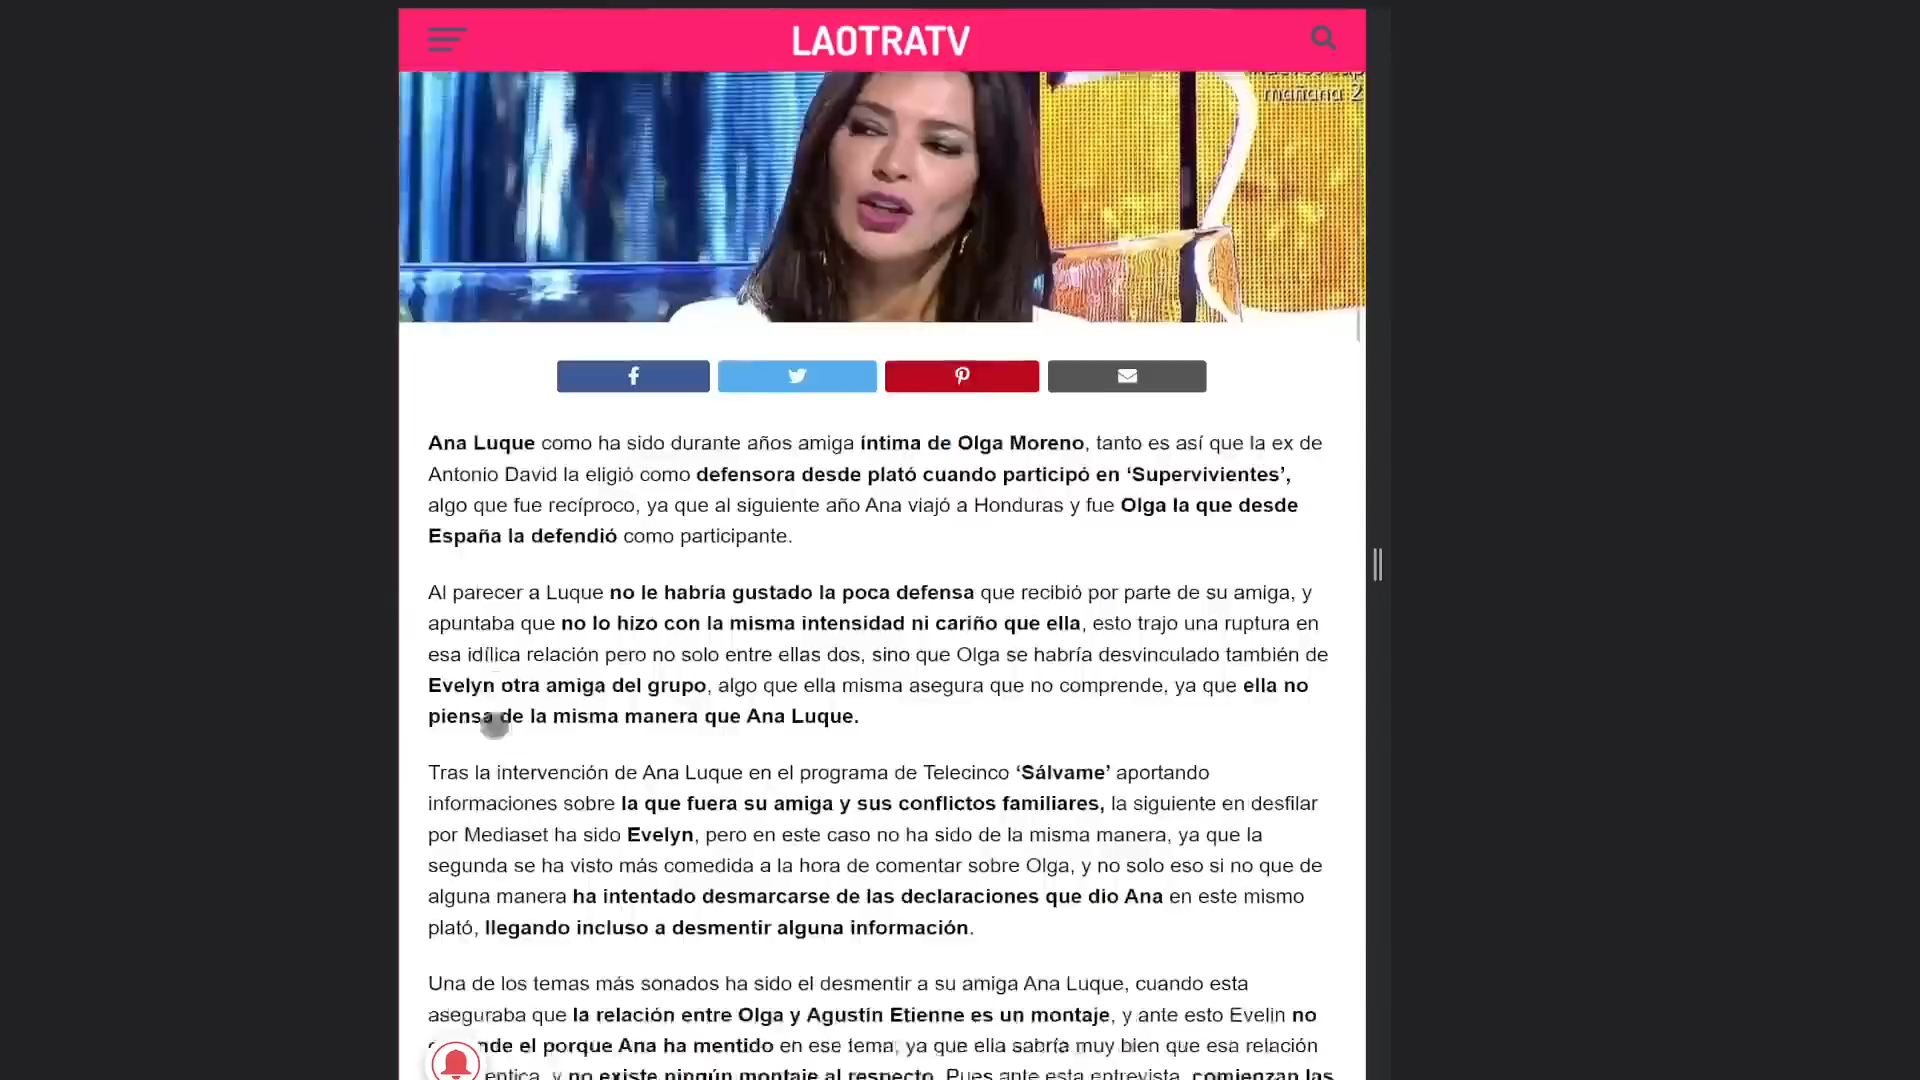 LAOTRATV
mañana 2
Ana Luque como ha sido durante años amiga íntima de Olga Moreno, tanto es así que la ex de
Antonio David la eligió como defensora desde plató cuando participó en ‘Supervivientes’,
algo que fue recíproco, ya que al siguiente año Ana viajó a Honduras y fue Olga la que desde
España la defendió como participante.
Al parecer a Luque no le habría gustado la poca defensa que recibió por parte de su amiga, y
apuntaba que no lo hizo con la misma intensidad ni cariño que ella, esto trajo una ruptura en
esa idílica relación pero no solo entre ellas dos, sino que Olga se habría desvinculado también de
Evelyn otra amiga del grupo, algo que ella misma asegura que no comprende, ya que ella no
piensa de la misma manera que Ana Luque.
Tras la intervención de Ana Luque en el programa de Telecinco ‘Sálvame’ aportando
informaciones sobre la que fuera su amiga y sus conflictos familiares, la siguiente en desfilar
por Mediaset ha sido Evelyn, pero en este caso no ha sido de la misma manera, ya que la
segunda se ha visto más comedida a la hora de comentar sobre Olga, y no solo eso si no que de
alguna manera ha intentado desmarcarse de las declaraciones que dio Ana en este mismo
plató, llegando incluso a desmentir alguna información.
Una de los temas más sonados ha sido el desmentir a su amiga Ana Luque, cuando esta
aseguraba que la relación entre Olga y Agustín Etienne es un montaje, y ante esto Evelin no
nde el porque Ana ha mentido en ese tema, ya que ella sabría muy bien que esa relación
entica, y no existe ningún montaje al respecto. Pues ante esta entrevista, comienzan las